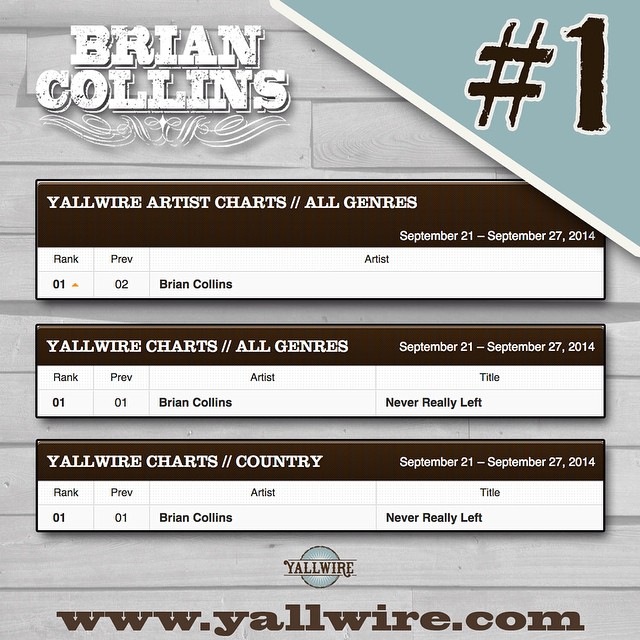 BRIAN
COLLINS
#1
YALLWIRE ARTIST CHARTS // ALL GENRES
September 21 – September 27, 2014
Rank Prev Artist
01 02 Brian Collins
YALLWIRE CHARTS // ALL GENRES September 21 – September 27, 2014
Rank Prev Artist Title
01 01 Brian Collins Never Really Left
YALLWIRE CHARTS // COUNTRY September 21 – September 27, 2014
Rank Prev Artist Title
01 01 Brian Collins Never Really Left
YALLWIRE
www.yallwire.com